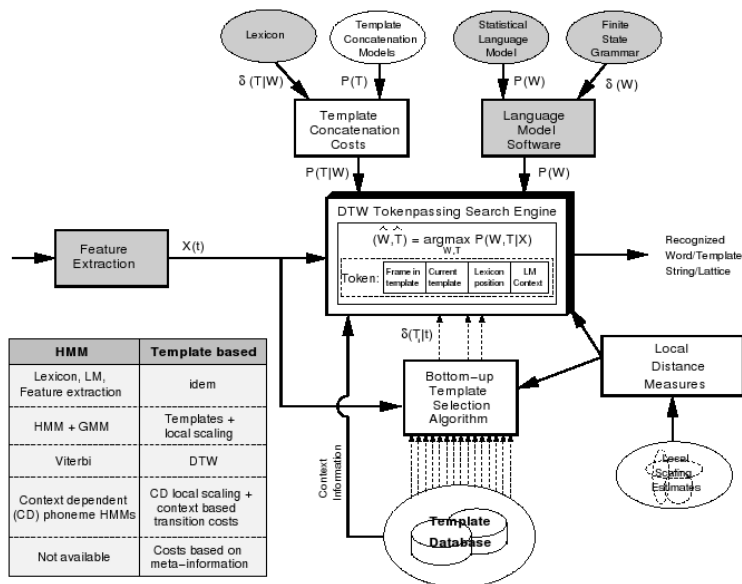 Lexicon
Template
Concatenation
Models
Statistical
Language
Model
Finite
State
Grammar
δ(T|W)
P(T)
P(W)
δ(W)
Template
Concatenation
Costs
Language
Model
Software
P(T|W)
P(W)
DTW Tokenpassing Search Engine
(Ŵ,T̂) = argmax P(W,T|X)
W,T
Token:
Frame in
template
Current
template
Lexicon
position
LM
Context
Feature
Extraction
X(t)
Recognized
Word/Template
String/Lattice
δ(Tᵢ|t)
Bottom−up
Template
Selection
Algorithm
Local
Distance
Measures
Local
Scaling
Estimates
Context
Information
Template
Database
HMM Template based
Lexicon, LM,
Feature extraction
idem
HMM + GMM
Templates +
local scaling
Viterbi
DTW
Context dependent
(CD) phoneme HMMs
CD local scaling +
context based
transition costs
Not available
Costs based on
meta−information